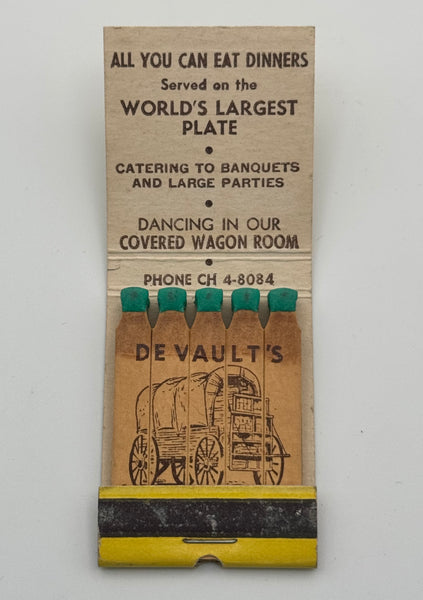 ALL YOU CAN EAT DINNERS
Served on the
WORLD'S LARGEST
PLATE
•
CATERING TO BANQUETS
AND LARGE PARTIES
•
DANCING IN OUR
COVERED WAGON ROOM
•
PHONE CH 4-8084
DE VAULT'S